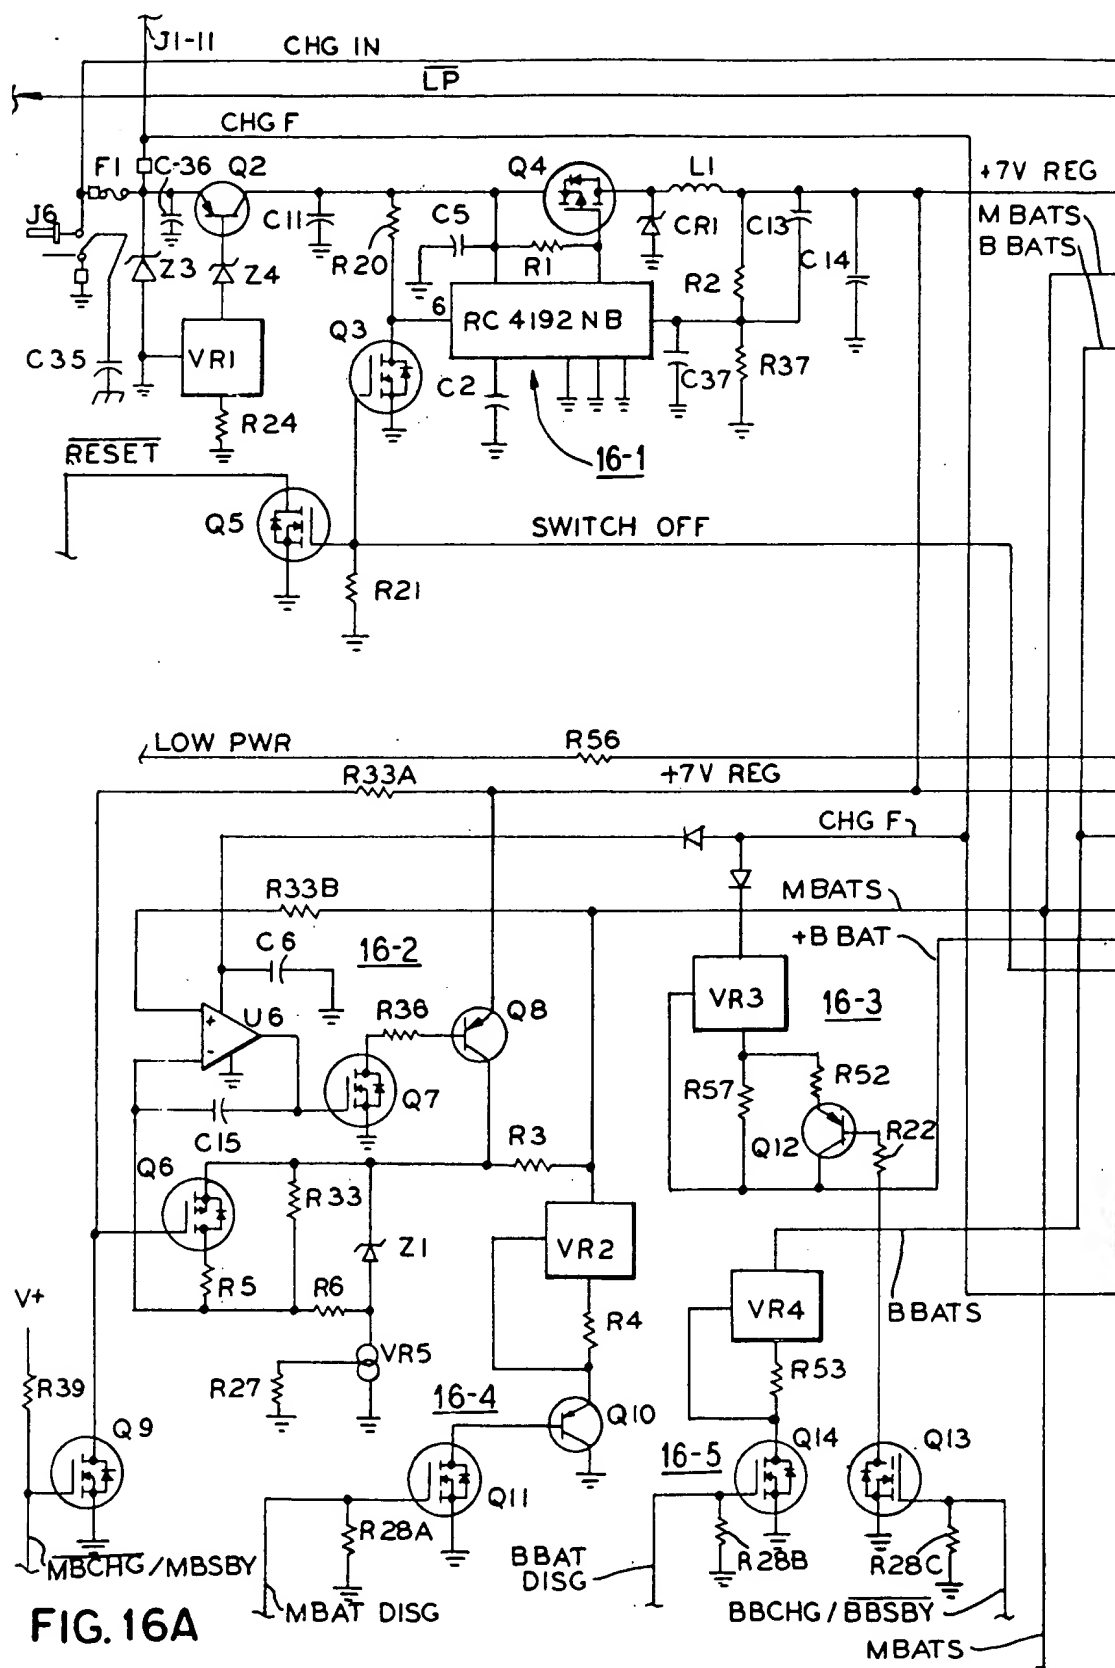 J1-11
CHG IN
LP
CHG F
F1
C-36
Q2
Q4
L1
+7V REG
J6
C11
C5
CR1
C13
M BATS
B BATS
Z3
Z4
R20
R1
R2
C14
Q3
6
RC 4192 NB
C35
VR1
C2
C37
R37
R24
16-1
RESET
Q5
SWITCH OFF
R21
LOW PWR
R56
R33A
+7V REG
CHG F
R33B
M BATS
C6
16-2
+B BAT
U6
+
-
R36
Q8
VR3
16-3
Q7
R57
R52
C15
R3
Q12
R22
Q6
R33
Z1
VR2
R5
R6
VR4
B BATS
V+
R4
VR5
R53
R39
R27
16-4
Q10
Q9
Q14
Q13
16-5
Q11
R28A
R28B
R28C
MBCHG/MBSBY
BBAT
DISG
MBAT DISG
BBCHG/BBSBY
FIG. 16A
MBATS